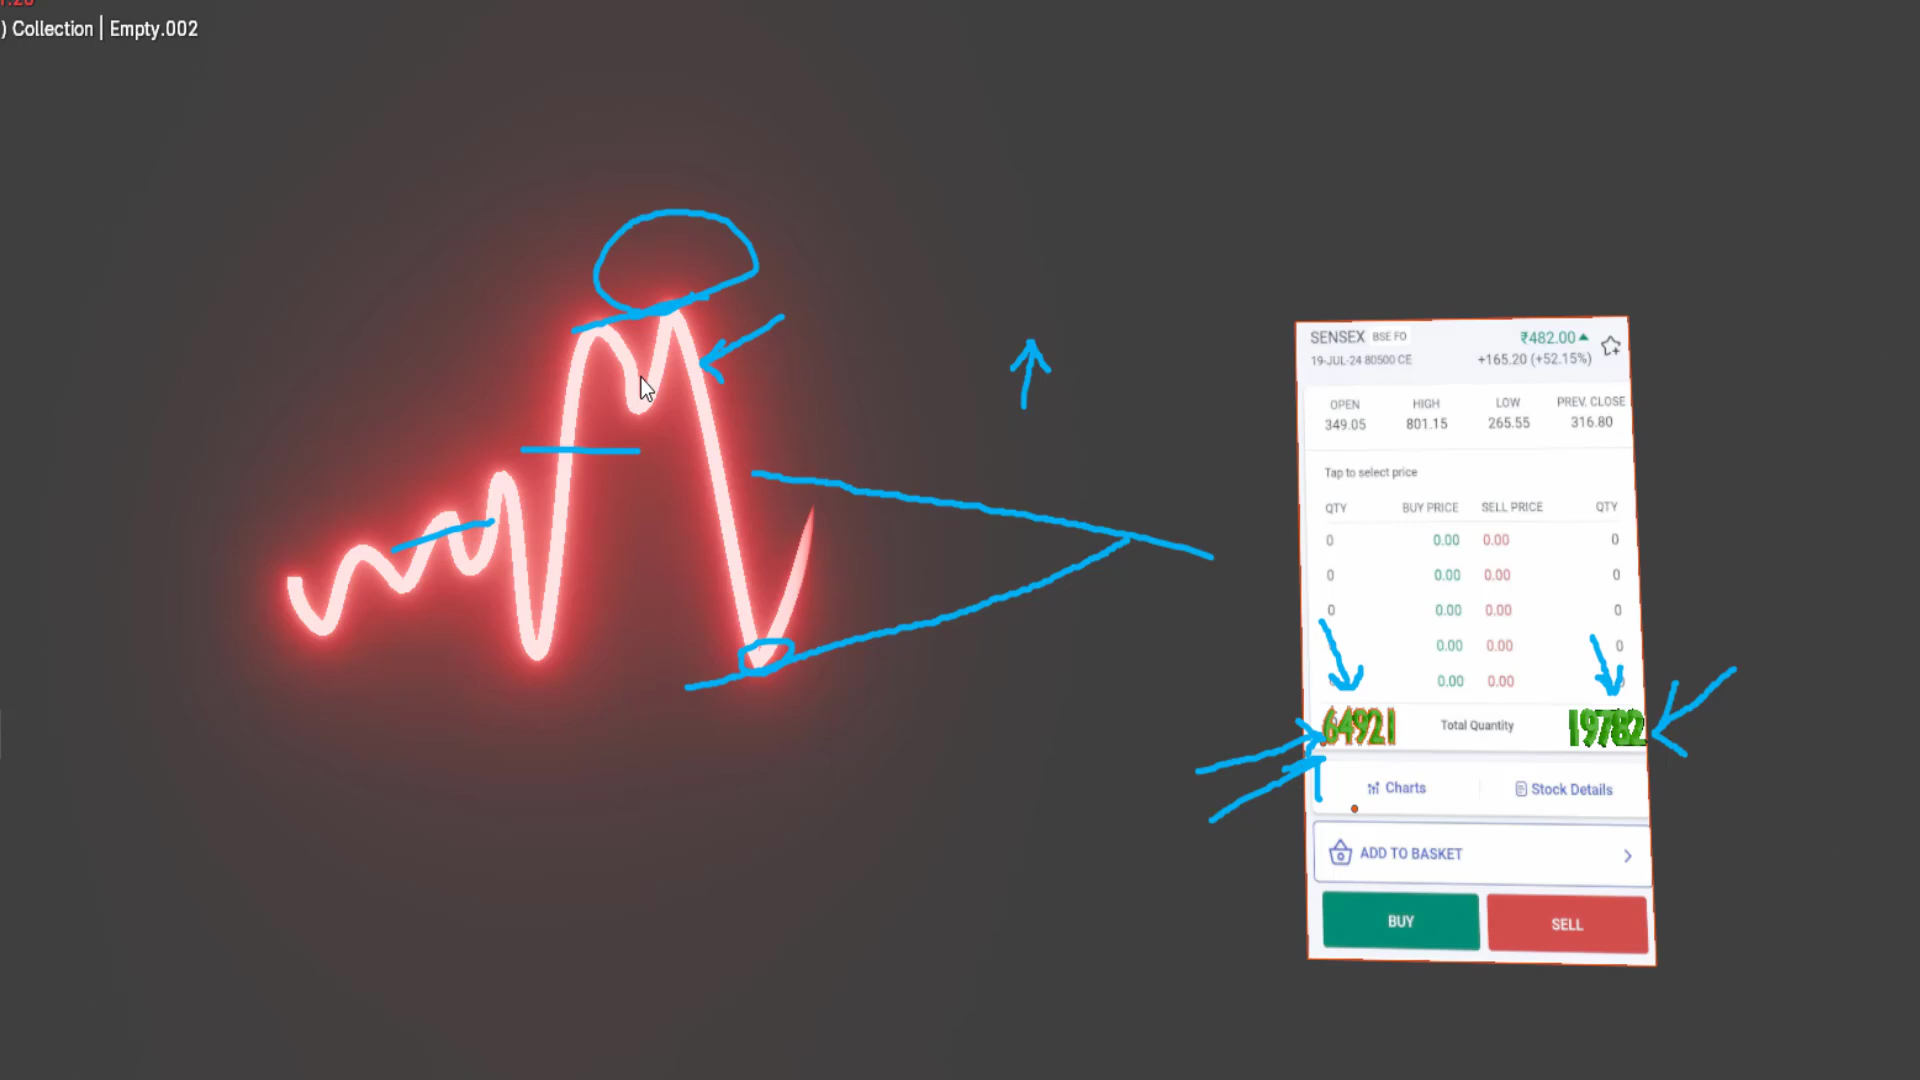 ) Collection | Empty.002
SENSEX BSE FO ₹482.00
19-JUL-24 80500 CE +165.20 (+52.15%)
OPEN HIGH LOW PREV. CLOSE
349.05 801.15 265.55 316.80
Tap to select price
QTY BUY PRICE SELL PRICE QTY
0 0.00 0.00 0
0 0.00 0.00 0
0 0.00 0.00 0
0.00 0.00 0
0.00 0.00
64921 Total Quantity 19782
Charts Stock Details
ADD TO BASKET
BUY SELL